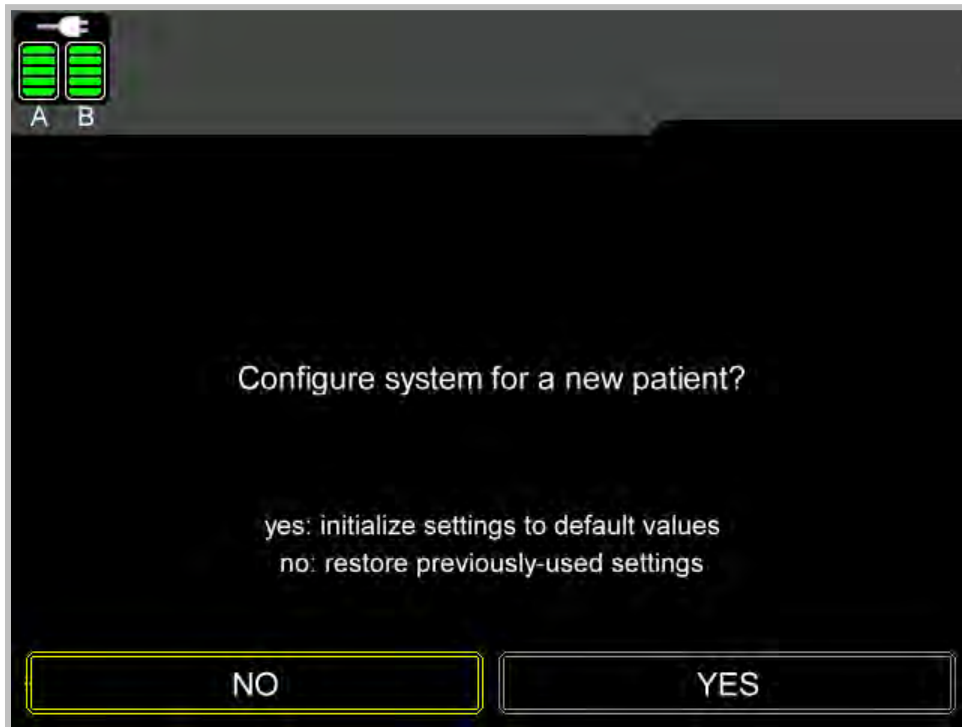 A B
Configure system for a new patient?
yes: initialize settings to default values
no: restore previously-used settings
NO YES